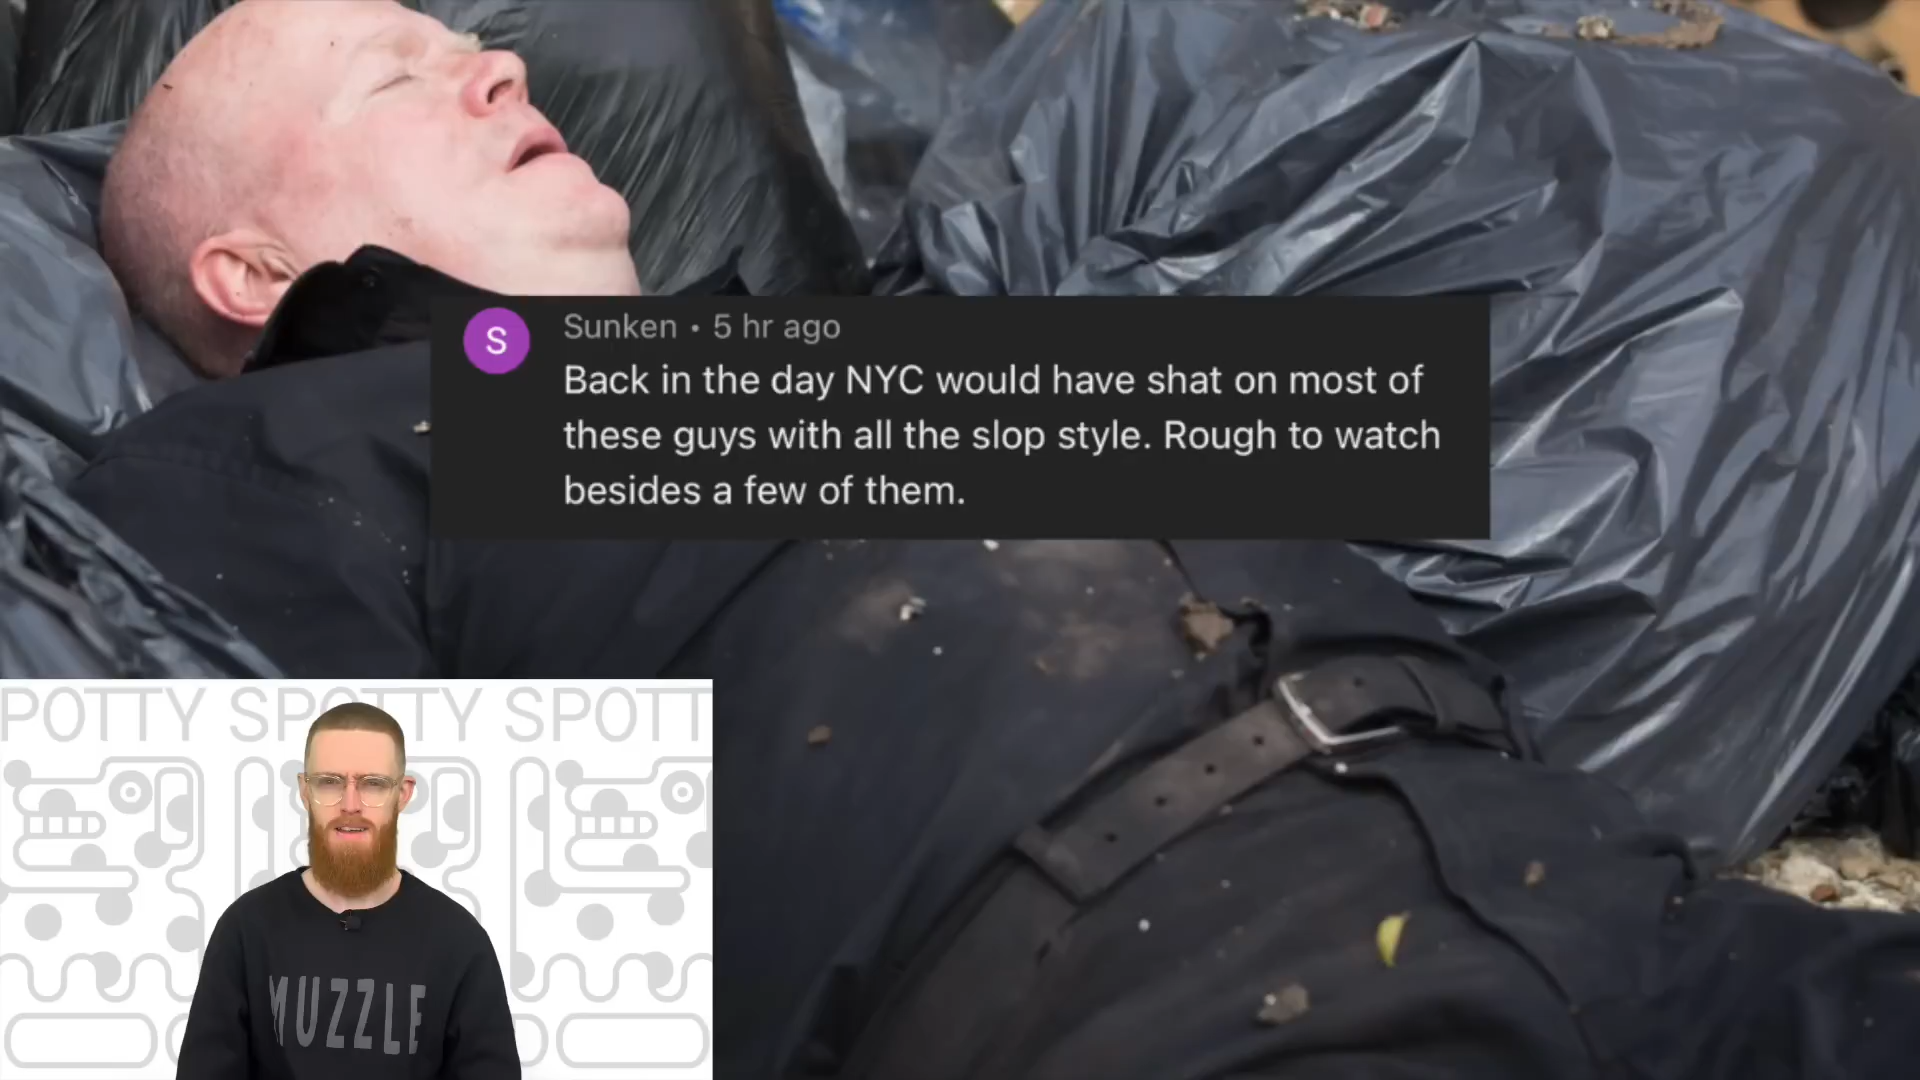 S
Sunken • 5 hr ago
Back in the day NYC would have shat on most of
these guys with all the slop style. Rough to watch
besides a few of them.
POTTY SPOTTY SPOTT
MUZZLE